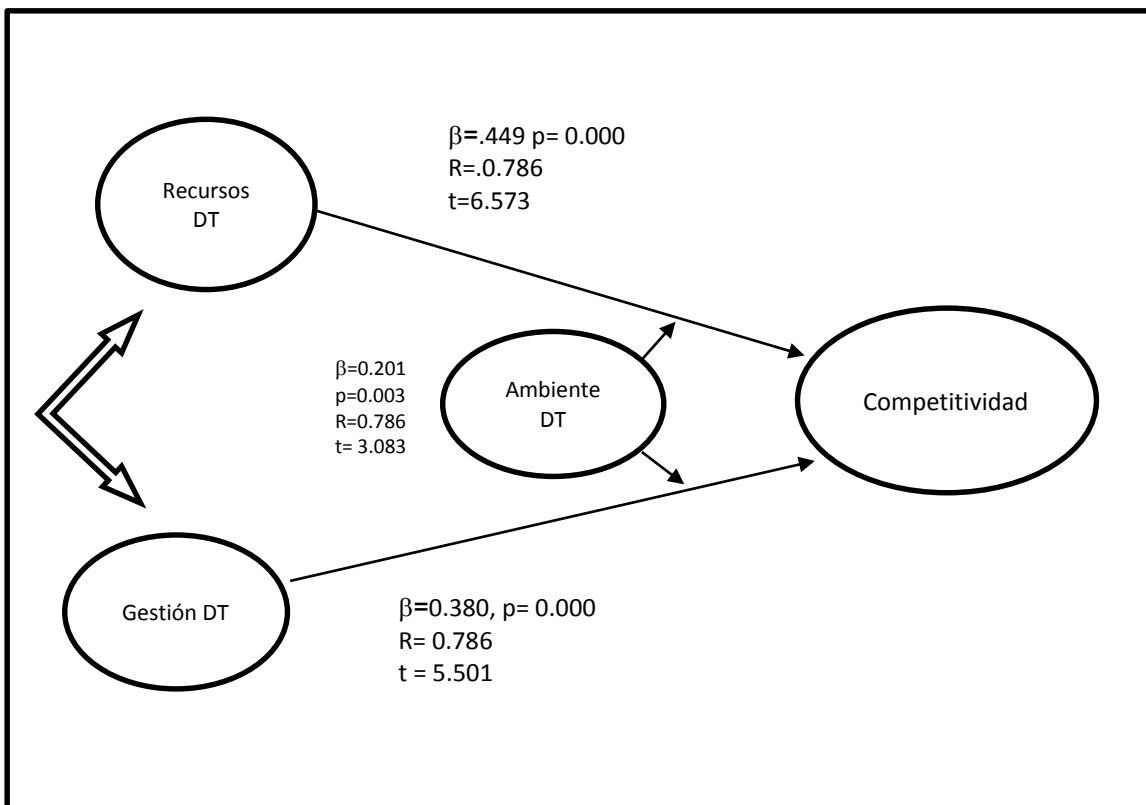 β=.449 p= 0.000
R=.0.786
t=6.573
Recursos
DT
β=0.201
p=0.003
R=0.786
t= 3.083
Ambiente
DT
Competitividad
Gestión DT
β=0.380, p= 0.000
R= 0.786
t = 5.501